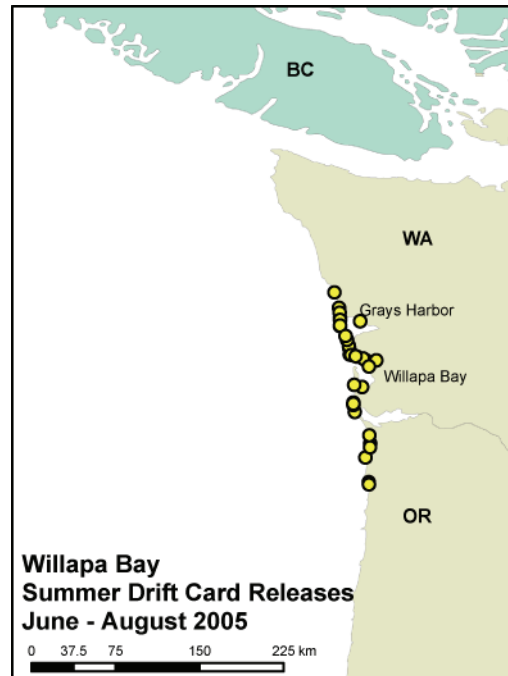 BC
WA
Grays Harbor
Willapa Bay
OR
Willapa Bay
Summer Drift Card Releases
June - August 2005
0 37.5 75 150 225 km